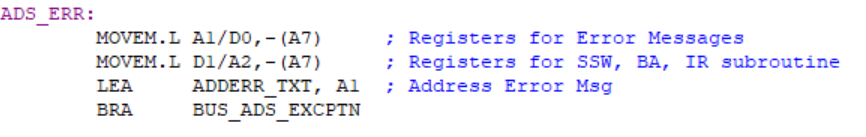 ADS_ERR:
MOVEM.L A1/D0,-(A7) ; Registers for Error Messages
MOVEM.L D1/A2,-(A7) ; Registers for SSW, BA, IR subroutine
LEA ADDERR_TXT, A1 ; Address Error Msg
BRA BUS_ADS_EXCPTN